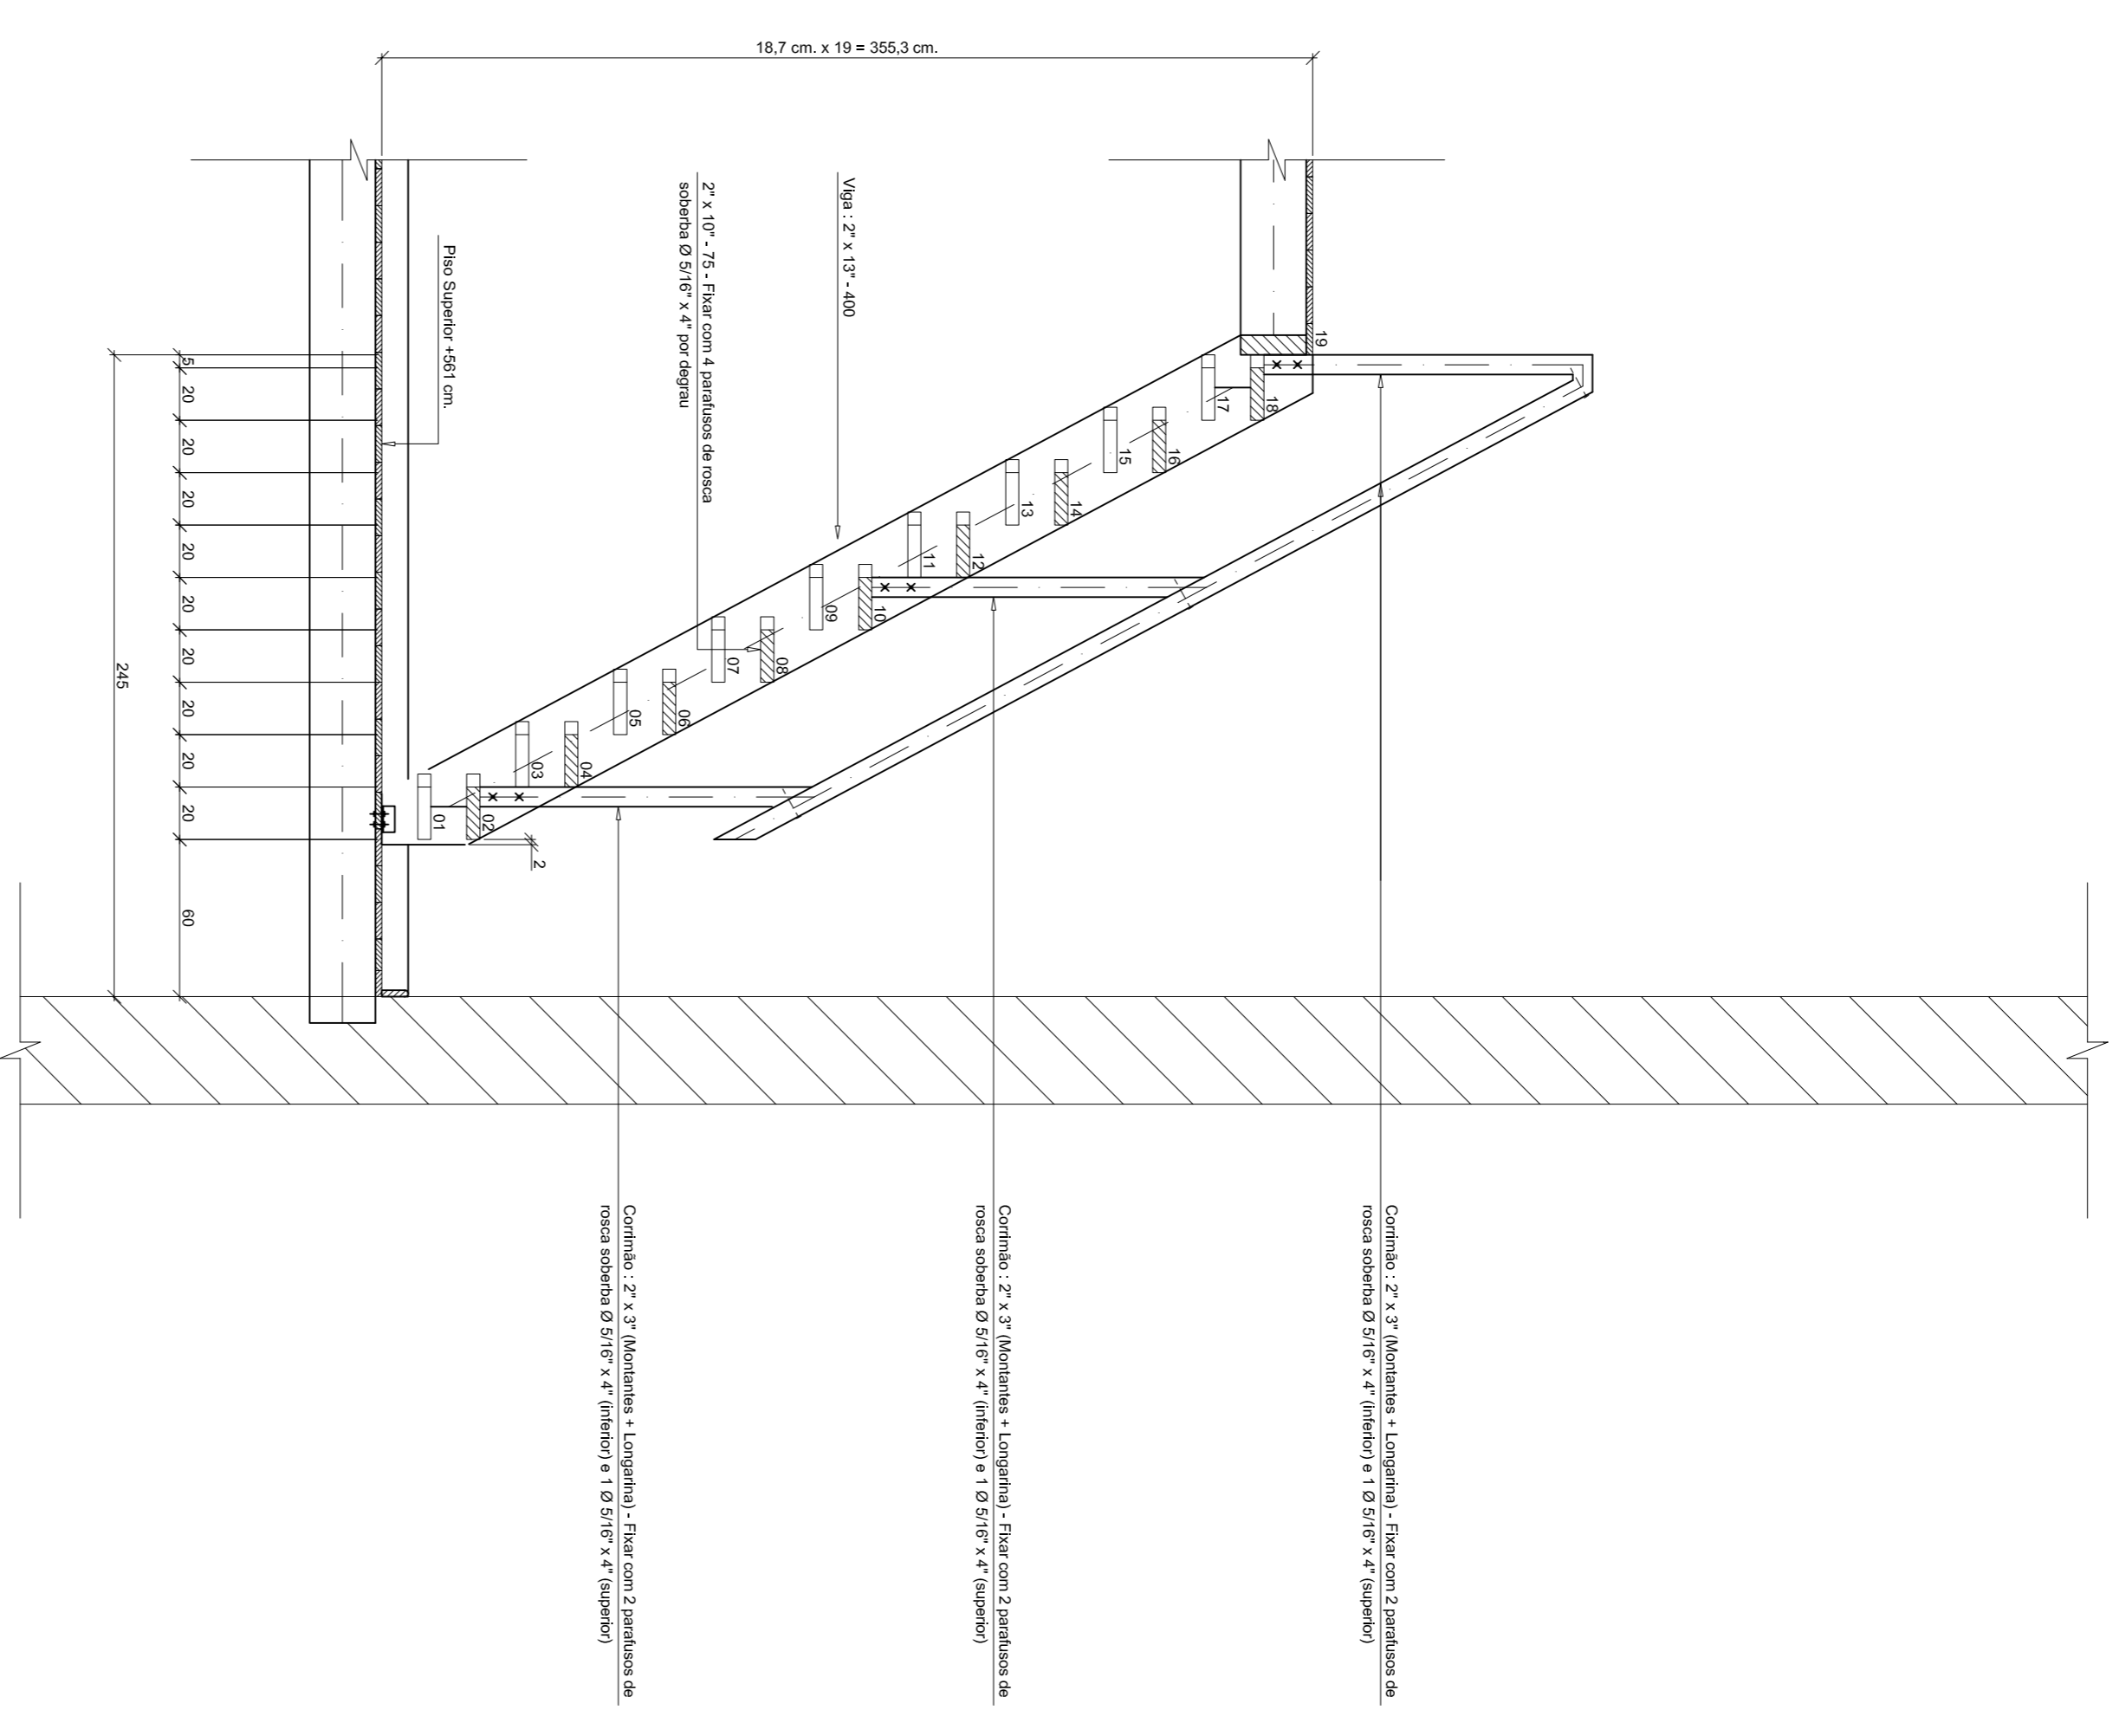 18,7 cm. x 19 = 355,3 cm.
Corrimão : 2" x 3" (Montantes + Longarina) - Fixar com 2 parafusos de
rosca soberba Ø 5/16" x 4" (inferior) e 1 Ø 5/16" x 4" (superior)
Corrimão : 2" x 3" (Montantes + Longarina) - Fixar com 2 parafusos de
rosca soberba Ø 5/16" x 4" (inferior) e 1 Ø 5/16" x 4" (superior)
Corrimão : 2" x 3" (Montantes + Longarina) - Fixar com 2 parafusos de
rosca soberba Ø 5/16" x 4" (inferior) e 1 Ø 5/16" x 4" (superior)
19
18
17
16
15
14
13
12
11
10
09
08
07
06
05
04
03
02
01
Viga : 2" x 13" - 400
2" x 10" - 75 - Fixar com 4 parafusos de rosca
soberba Ø 5/16" x 4" por degrau
2
Piso Superior +561 cm.
5
20
20
20
20
20
20
20
20
20
60
245